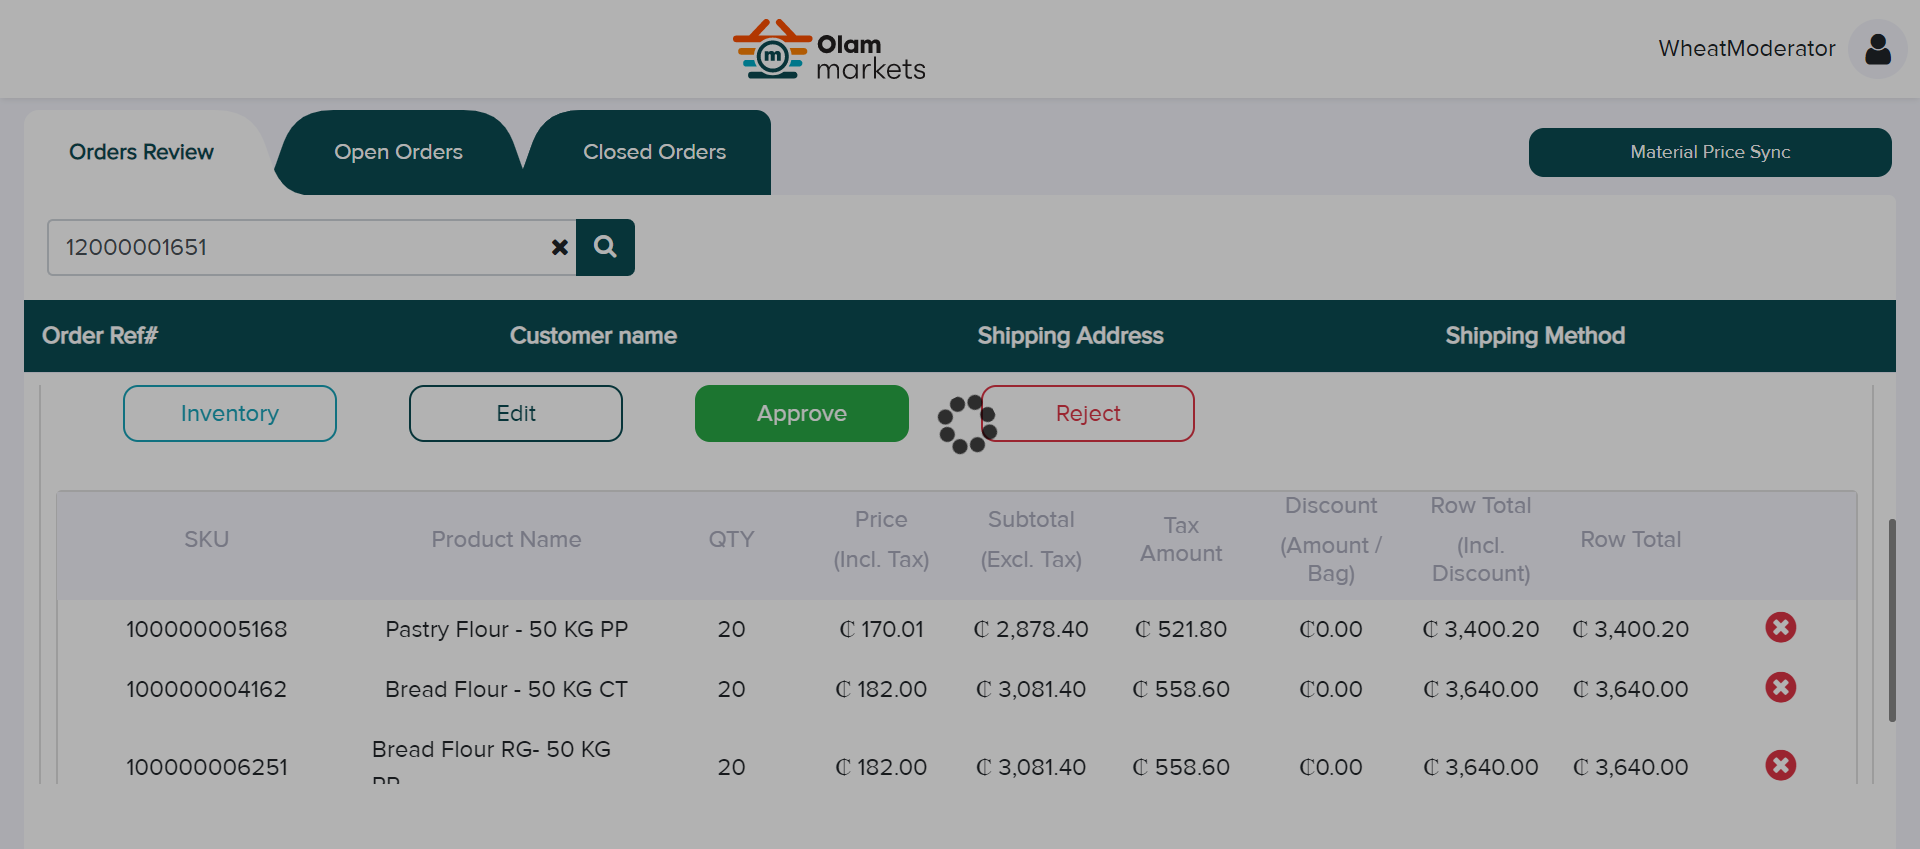 Olam
markets
m
WheatModerator
Orders Review
Open Orders
Closed Orders
Material Price Sync
12000001651
Order Ref#
Customer name
Shipping Address
Shipping Method
Inventory
Edit
Approve
Reject
SKU
Product Name
QTY
Price
(Incl. Tax)
Subtotal
(Excl. Tax)
Tax
Amount
Discount
(Amount /
Bag)
Row Total
(Incl.
Discount)
Row Total
100000005168 Pastry Flour - 50 KG PP 20 ₵ 170.01 ₵ 2,878.40 ₵ 521.80 ₵0.00 ₵ 3,400.20 ₵ 3,400.20
100000004162 Bread Flour - 50 KG CT 20 ₵ 182.00 ₵ 3,081.40 ₵ 558.60 ₵0.00 ₵ 3,640.00 ₵ 3,640.00
Bread Flour RG- 50 KG
100000006251 20 ₵ 182.00 ₵ 3,081.40 ₵ 558.60 ₵0.00 ₵ 3,640.00 ₵ 3,640.00